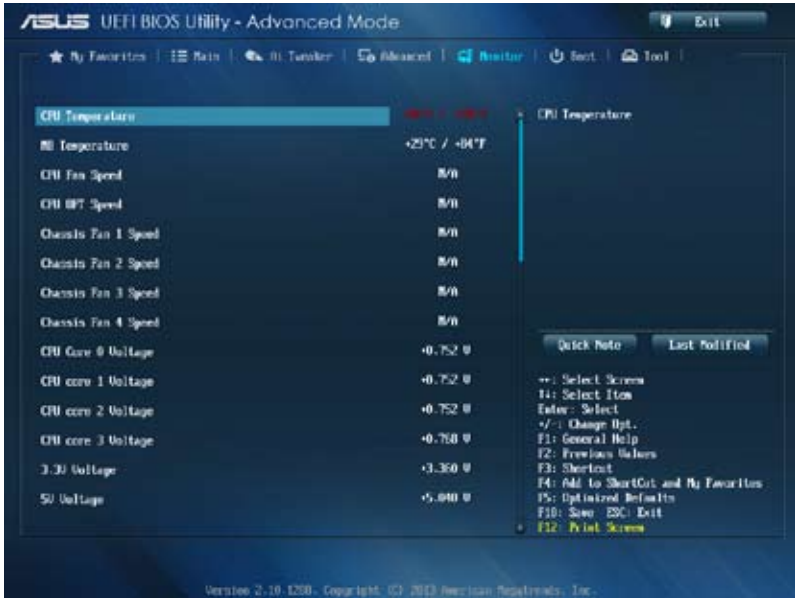 ASUS UEFI BIOS Utility - Advanced Mode
Exit
My Favorites | Main | Ai Tweaker | Advanced | Monitor | Boot | Tool |
CPU Temperature
CPU Temperature
MB Temperature +29°C / +84°F
CPU Fan Speed N/A
CPU OPT Speed N/A
Chassis Fan 1 Speed N/A
Chassis Fan 2 Speed N/A
Chassis Fan 3 Speed N/A
Chassis Fan 4 Speed N/A
CPU Core 0 Voltage +0.752 V
CPU core 1 Voltage +0.752 V
CPU core 2 Voltage +0.752 V
CPU core 3 Voltage +0.768 V
3.3V Voltage +3.360 V
5V Voltage +5.040 V
Quick Note
Last Modified
→←: Select Screen
↑↓: Select Item
Enter: Select
+/-: Change Opt.
F1: General Help
F2: Previous Values
F3: Shortcut
F4: Add to ShortCut and My Favorites
F5: Optimized Defaults
F10: Save ESC: Exit
F12: Print Screen
Version 2.10.1208. Copyright (C) 2013 American Megatrends, Inc.